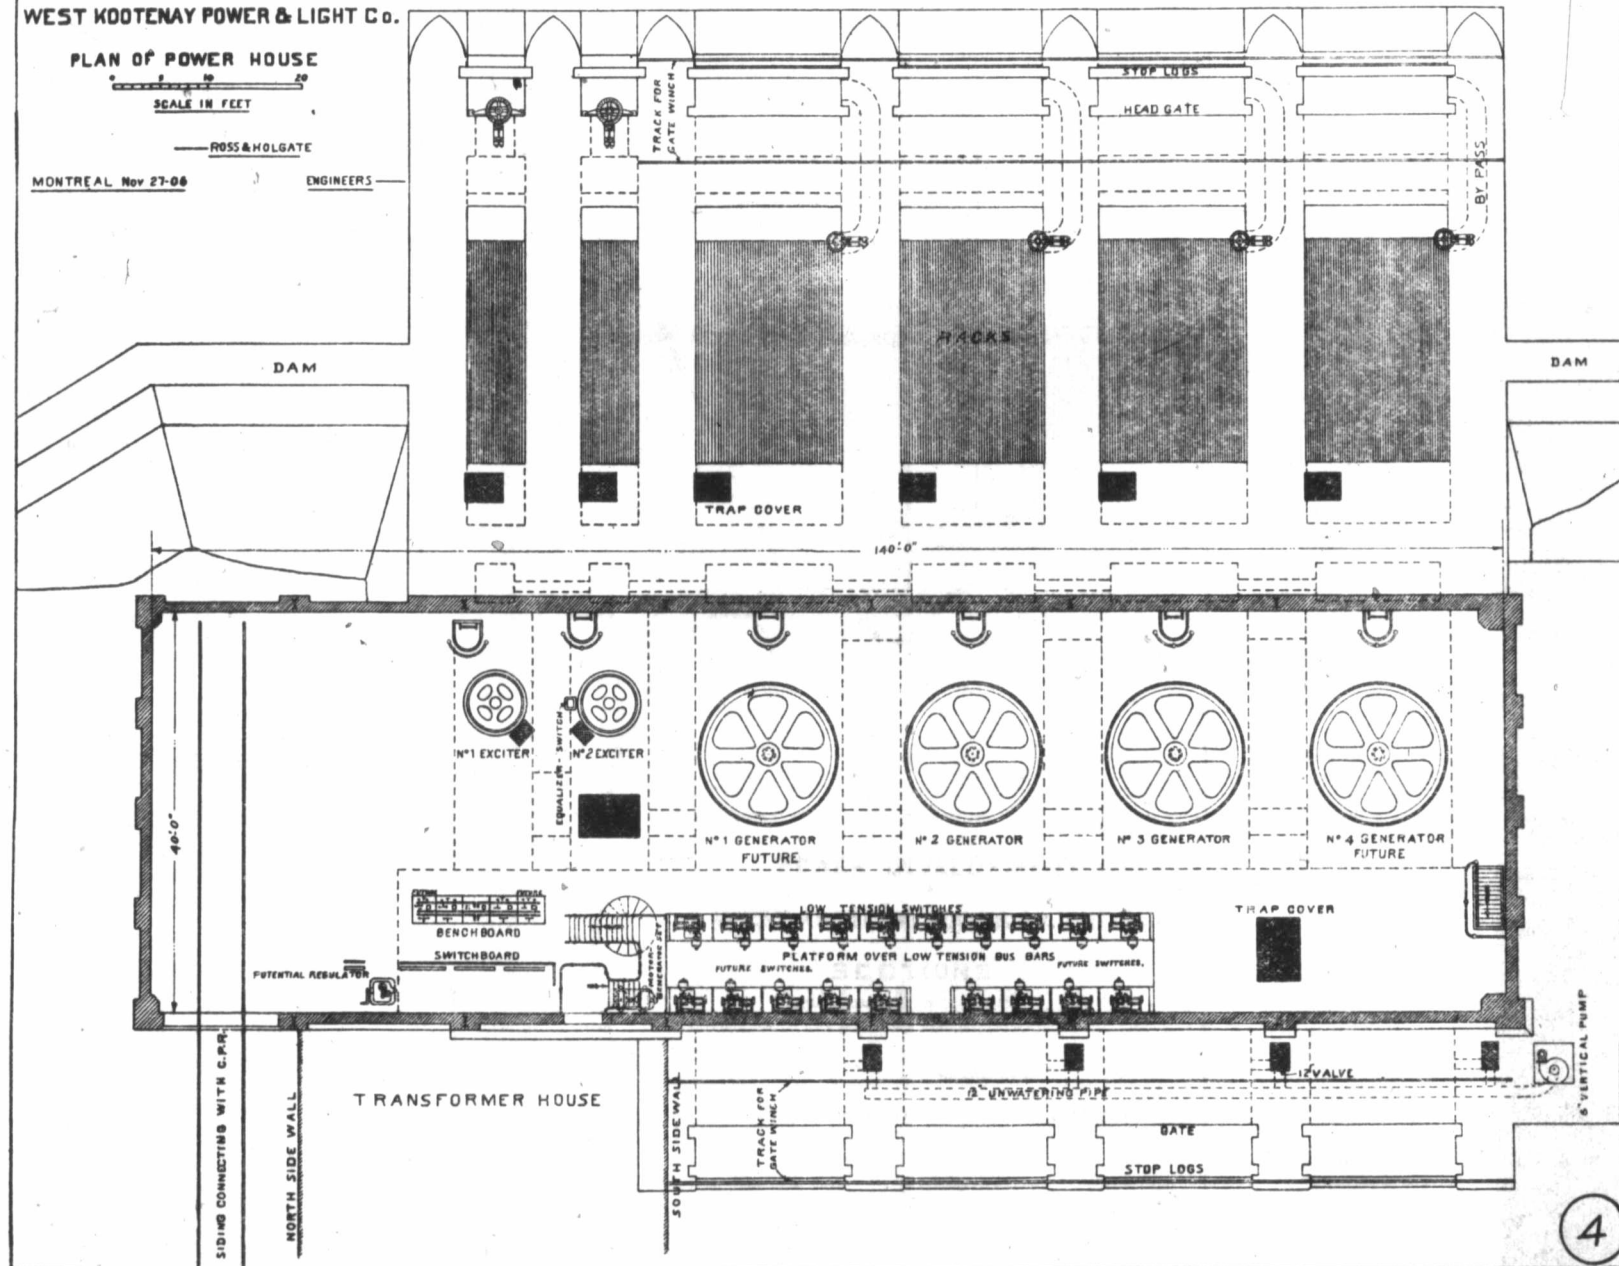 WEST KOOTENAY POWER & LIGHT Co.
PLAN OF POWER HOUSE
0 5 10 20
SCALE IN FEET
ROSS & HOLGATE
MONTREAL Nov 27-06
ENGINEERS
TRACK FOR
GATE WINCH
STOP LOGS
HEAD GATE
BY PASS
RACKS
DAM
DAM
TRAP COVER
140'-0"
40'-0"
Nº1 EXCITER
EQUALIZER-SWITCH
Nº2 EXCITER
Nº1 GENERATOR
FUTURE
Nº2 GENERATOR
Nº3 GENERATOR
Nº4 GENERATOR
FUTURE
BENCHBOARD
SWITCHBOARD
POTENTIAL REGULATOR
MOTOR
GENERATOR SET
LOW TENSION SWITCHES
PLATFORM OVER LOW TENSION BUS BARS
FUTURE SWITCHES.
FUTURE SWITCHES.
TRAP COVER
SIDING CONNECTING WITH C.P.R.
NORTH SIDE WALL
TRANSFORMER HOUSE
SOUTH SIDE WALL
TRACK FOR
GATE WINCH
12" UNWATERING PIPE
12"VALVE
6" VERTICAL PUMP
GATE
STOP LOGS
4